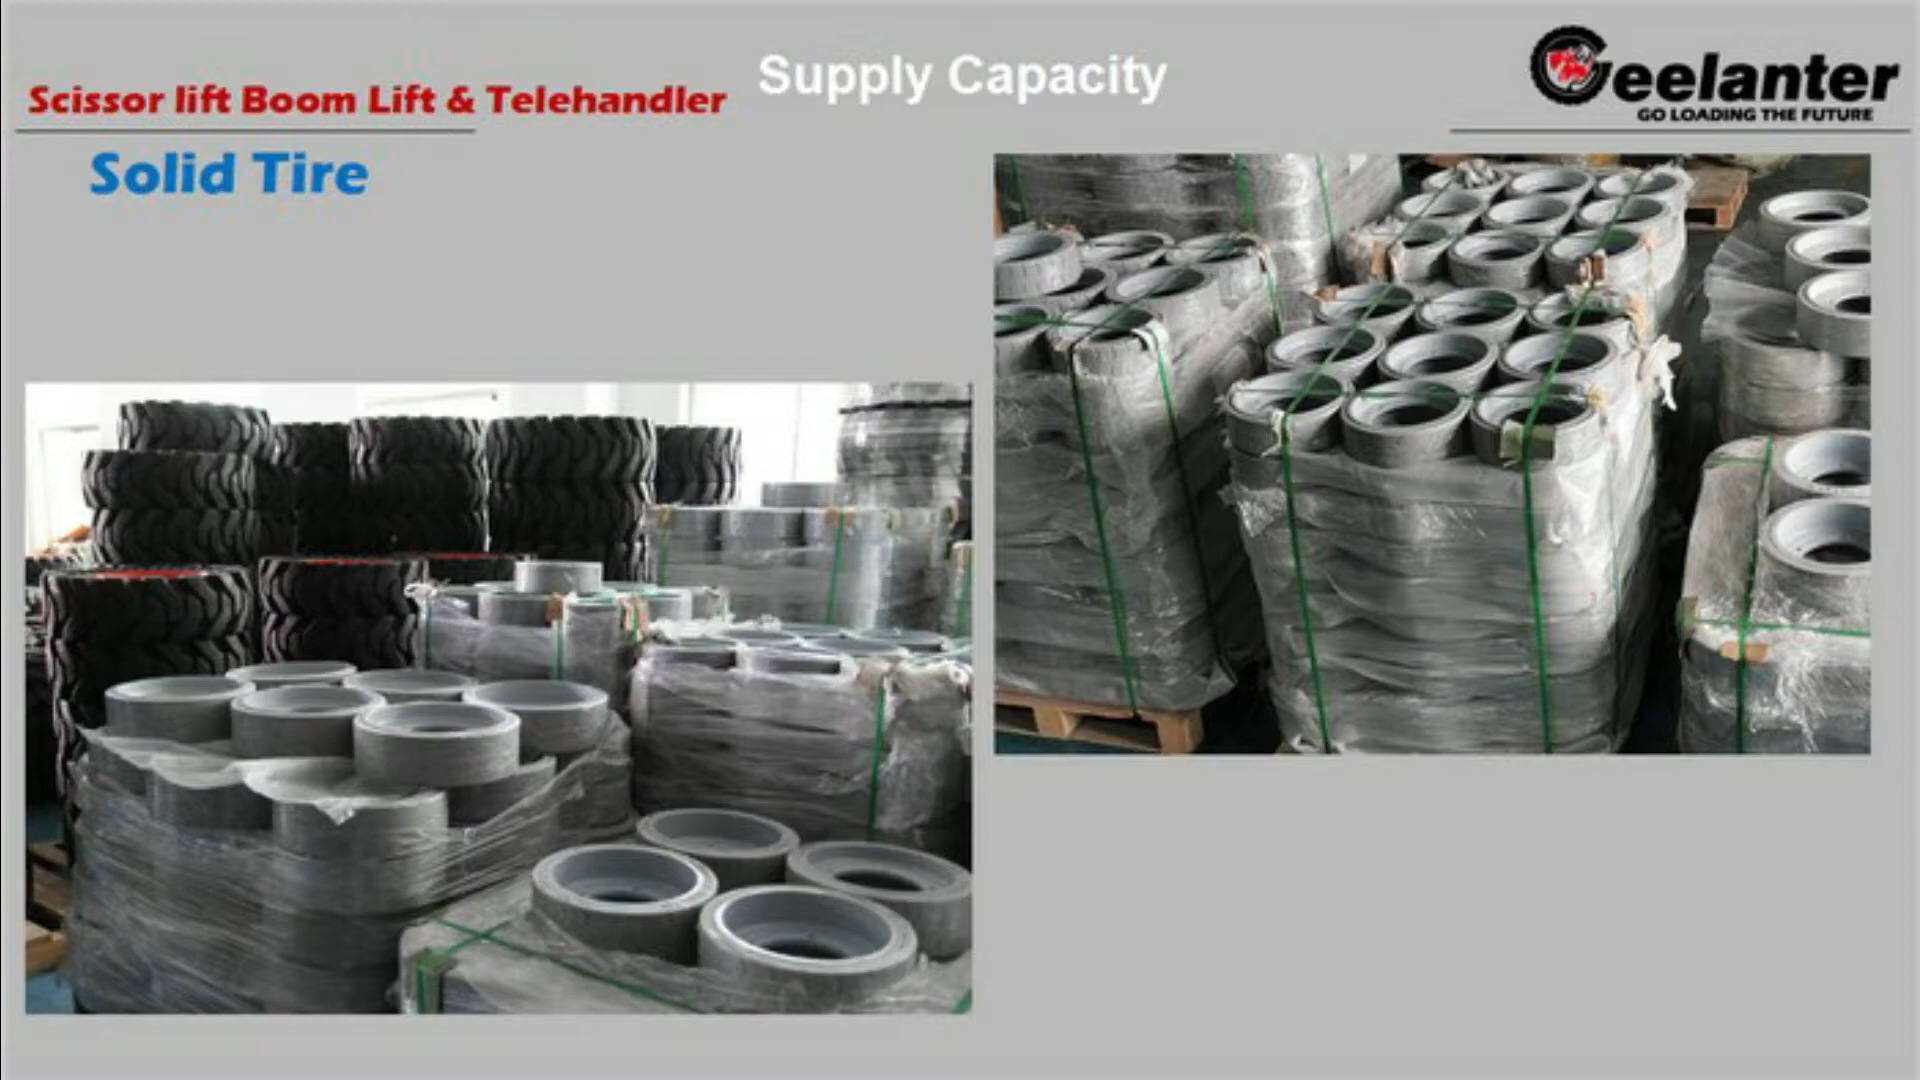 Supply Capacity
Scissor lift Boom Lift & Telehandler
Solid Tire
Geelanter
GO LOADING THE FUTURE